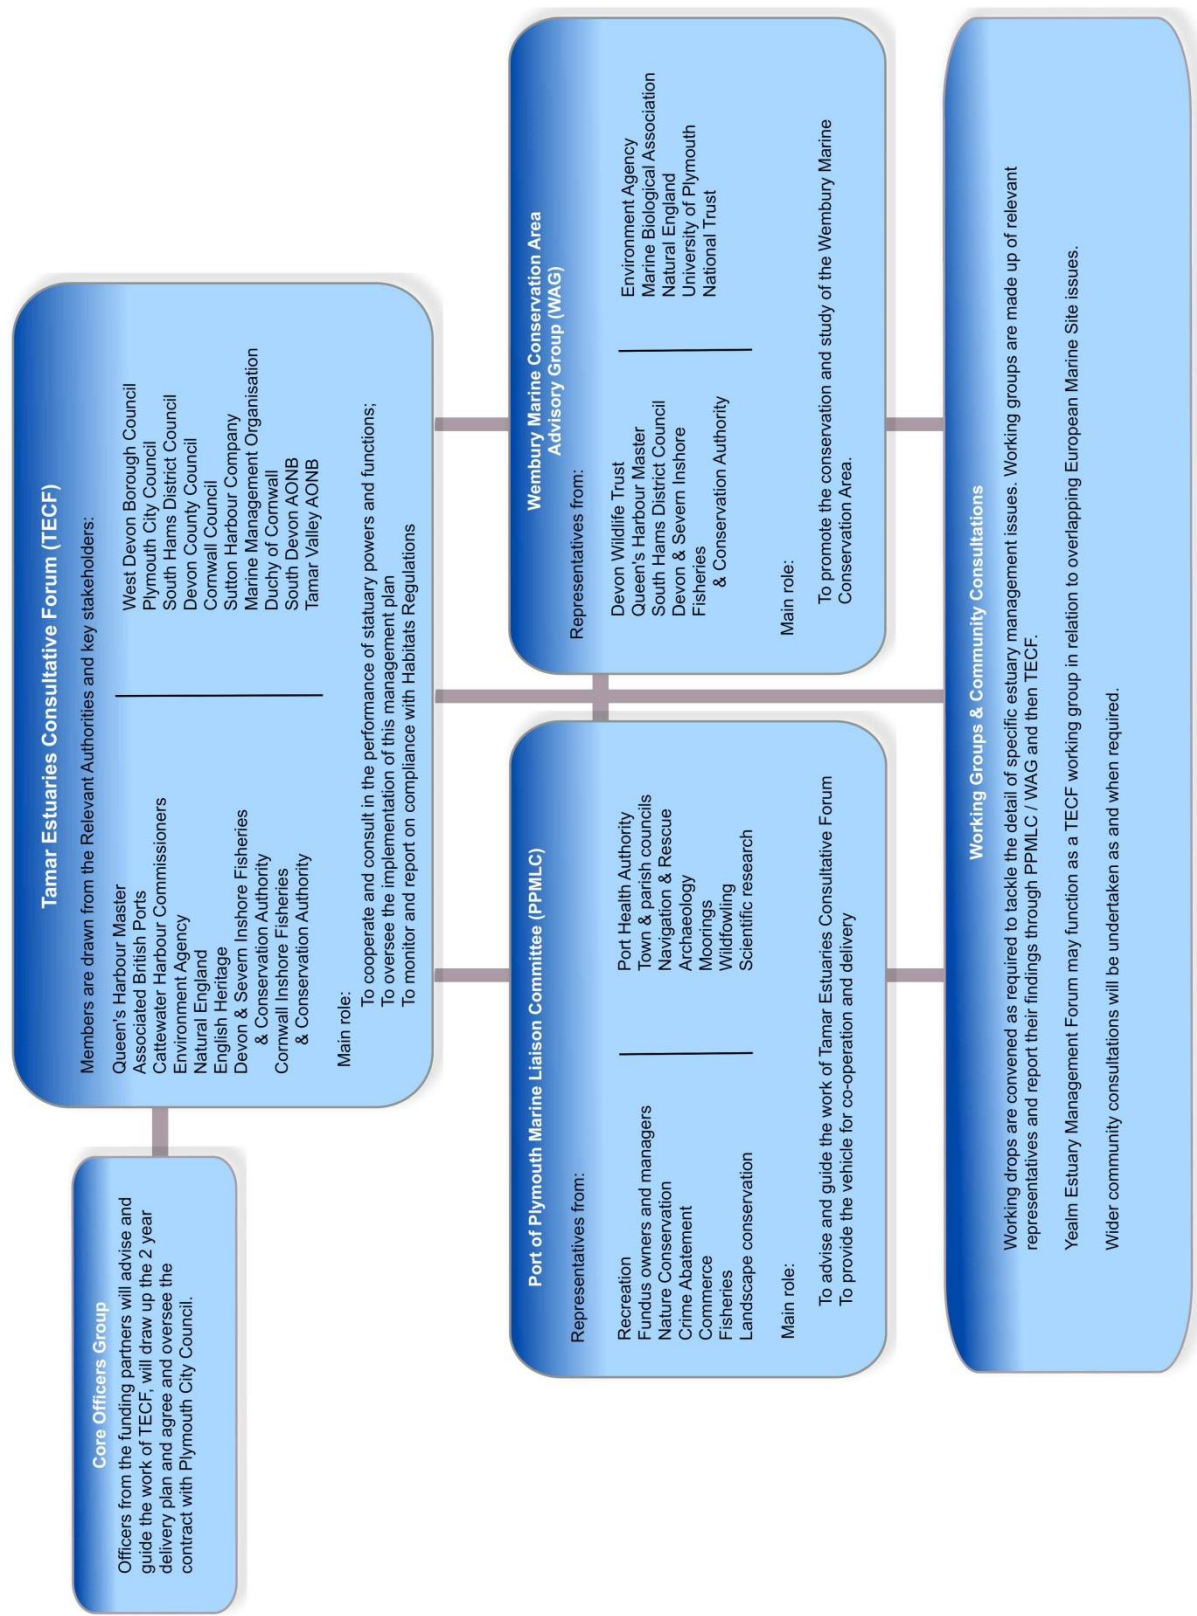 Core Officers Group
Officers from the funding partners will advise and
guide the work of TECF, will draw up the 2 year
delivery plan and agree and oversee the
contract with Plymouth City Council.
Tamar Estuaries Consultative Forum (TECF)
Members are drawn from the Relevant Authorities and key stakeholders:
Queen's Harbour Master
Associated British Ports
Cattewater Harbour Commissioners
Environment Agency
Natural England
English Heritage
Devon & Severn Inshore Fisheries
& Conservation Authority
Cornwall Inshore Fisheries
& Conservation Authority
West Devon Borough Council
Plymouth City Council
South Hams District Council
Devon County Council
Cornwall Council
Sutton Harbour Company
Marine Management Organisation
Duchy of Cornwall
South Devon AONB
Tamar Valley AONB
Main role:
To cooperate and consult in the performance of statuary powers and functions;
To oversee the implementation of this management plan
To monitor and report on compliance with Habitats Regulations
Port of Plymouth Marine Liaison Committee (PPMLC)
Representatives from:
Recreation
Fundus owners and managers
Nature Conservation
Crime Abatement
Commerce
Fisheries
Landscape conservation
Port Health Authority
Town & parish councils
Navigation & Rescue
Archaeology
Moorings
Wildfowling
Scientific research
Main role:
To advise and guide the work of Tamar Estuaries Consultative Forum
To provide the vehicle for co-operation and delivery
Wembury Marine Conservation Area
Advisory Group (WAG)
Representatives from:
Devon Wildlife Trust
Queen's Harbour Master
South Hams District Council
Devon & Severn Inshore
Fisheries
& Conservation Authority
Environment Agency
Marine Biological Association
Natural England
University of Plymouth
National Trust
Main role:
To promote the conservation and study of the Wembury Marine
Conservation Area.
Working Groups & Community Consultations
Working drops are convened as required to tackle the detail of specific estuary management issues. Working groups are made up of relevant
representatives and report their findings through PPMLC / WAG and then TECF.
Yealm Estuary Management Forum may function as a TECF working group in relation to overlapping European Marine Site issues.
Wider community consultations will be undertaken as and when required.